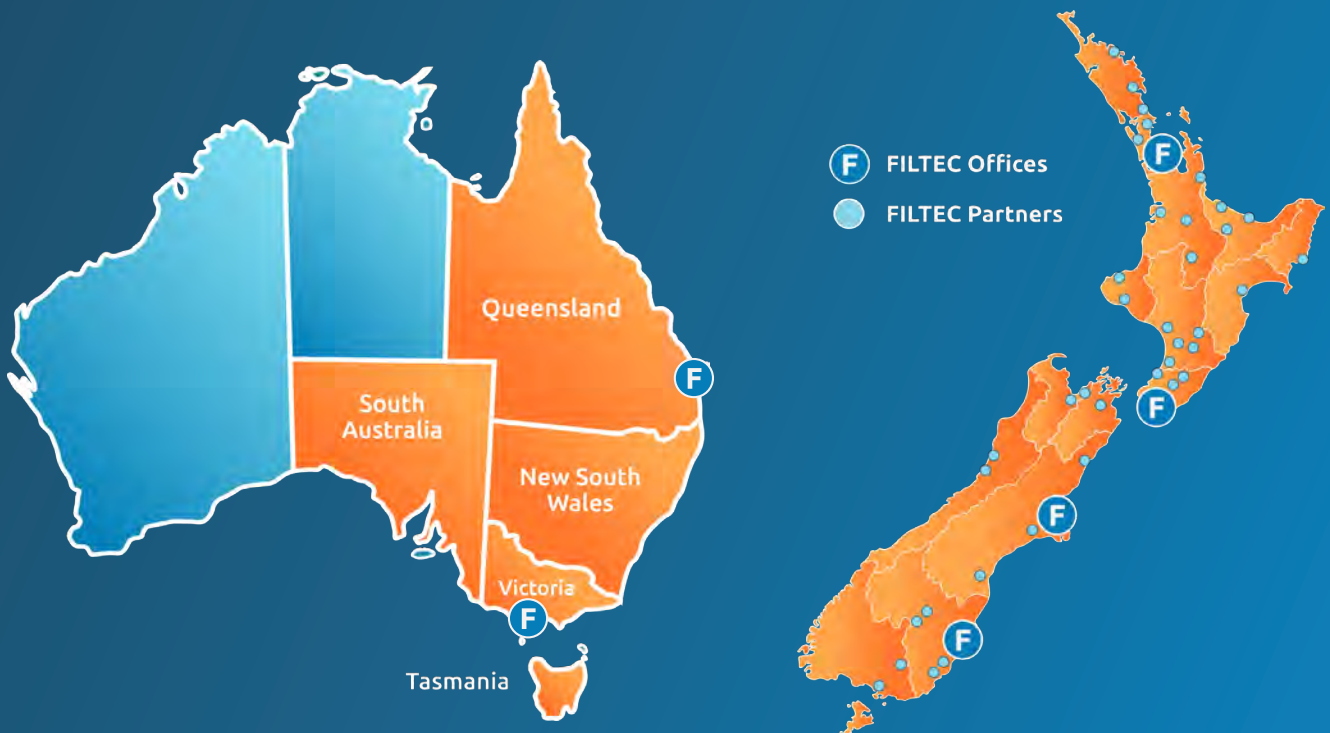 Queensland
F
South
Australia
New South
Wales
Victoria
F
Tasmania
F FILTEC Offices
FILTEC Partners
F
F
F
F